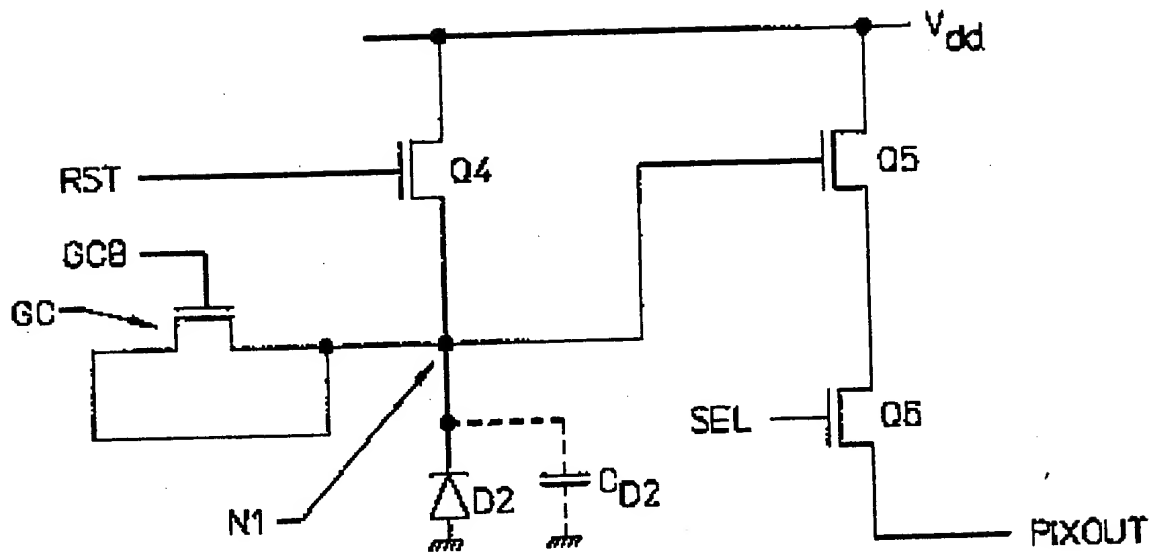 Vdd
RST
Q4
Q5
GCB
GC
SEL
Q6
D2
CD2
N1
PIXOUT